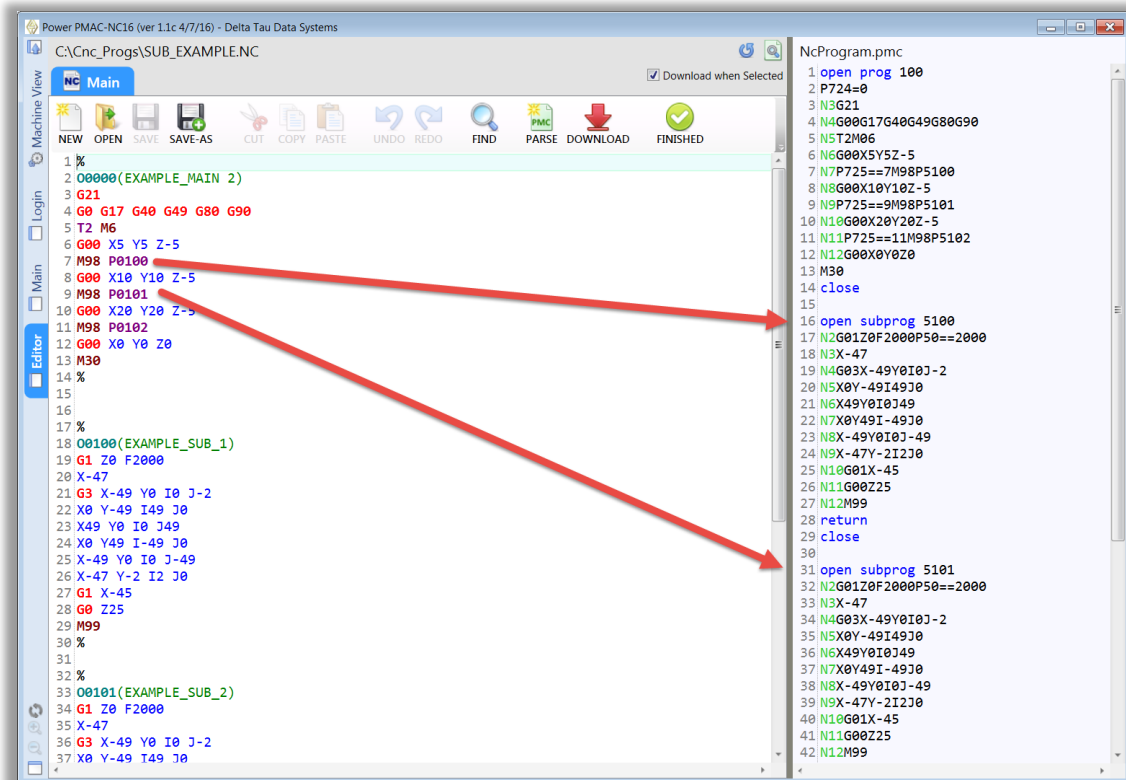 Power PMAC-NC16 (ver 1.1c 4/7/16) - Delta Tau Data Systems
Machine View
Login
Main
Editor
C:\Cnc_Progs\SUB_EXAMPLE.NC
NC Main
Download when Selected
NEW OPEN SAVE SAVE-AS CUT COPY PASTE UNDO REDO FIND PARSE DOWNLOAD FINISHED
PMC
1 %
2 O0000(EXAMPLE_MAIN 2)
3 G21
4 G0 G17 G40 G49 G80 G90
5 T2 M6
6 G00 X5 Y5 Z-5
7 M98 P0100
8 G00 X10 Y10 Z-5
9 M98 P0101
10 G00 X20 Y20 Z-5
11 M98 P0102
12 G00 X0 Y0 Z0
13 M30
14 %
15
16
17 %
18 O0100(EXAMPLE_SUB_1)
19 G1 Z0 F2000
20 X-47
21 G3 X-49 Y0 I0 J-2
22 X0 Y-49 I49 J0
23 X49 Y0 I0 J49
24 X0 Y49 I-49 J0
25 X-49 Y0 I0 J-49
26 X-47 Y-2 I2 J0
27 G1 X-45
28 G0 Z25
29 M99
30 %
31
32 %
33 O0101(EXAMPLE_SUB_2)
34 G1 Z0 F2000
35 X-47
36 G3 X-49 Y0 I0 J-2
37 X0 Y-49 I49 J0
NcProgram.pmc
1 open prog 100
2 P724=0
3 N3G21
4 N4G00G17G40G49G80G90
5 N5T2M06
6 N6G00X5Y5Z-5
7 N7P725==7M98P5100
8 N8G00X10Y10Z-5
9 N9P725==9M98P5101
10 N10G00X20Y20Z-5
11 N11P725==11M98P5102
12 N12G00X0Y0Z0
13 M30
14 close
15
16 open subprog 5100
17 N2G01Z0F2000P50==2000
18 N3X-47
19 N4G03X-49Y0I0J-2
20 N5X0Y-49I49J0
21 N6X49Y0I0J49
22 N7X0Y49I-49J0
23 N8X-49Y0I0J-49
24 N9X-47Y-2I2J0
25 N10G01X-45
26 N11G00Z25
27 N12M99
28 return
29 close
30
31 open subprog 5101
32 N2G01Z0F2000P50==2000
33 N3X-47
34 N4G03X-49Y0I0J-2
35 N5X0Y-49I49J0
36 N6X49Y0I0J49
37 N7X0Y49I-49J0
38 N8X-49Y0I0J-49
39 N9X-47Y-2I2J0
40 N10G01X-45
41 N11G00Z25
42 N12M99